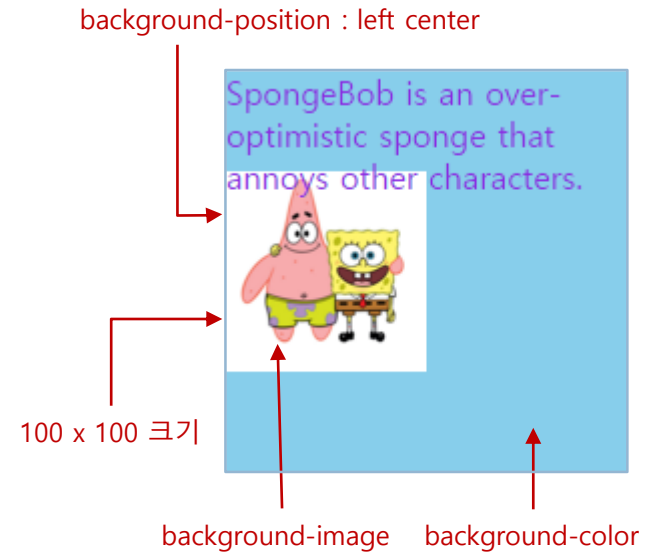 background-position : left center
SpongeBob is an over-
optimistic sponge that
annoys other characters.
100 x 100 크기
background-image
background-color